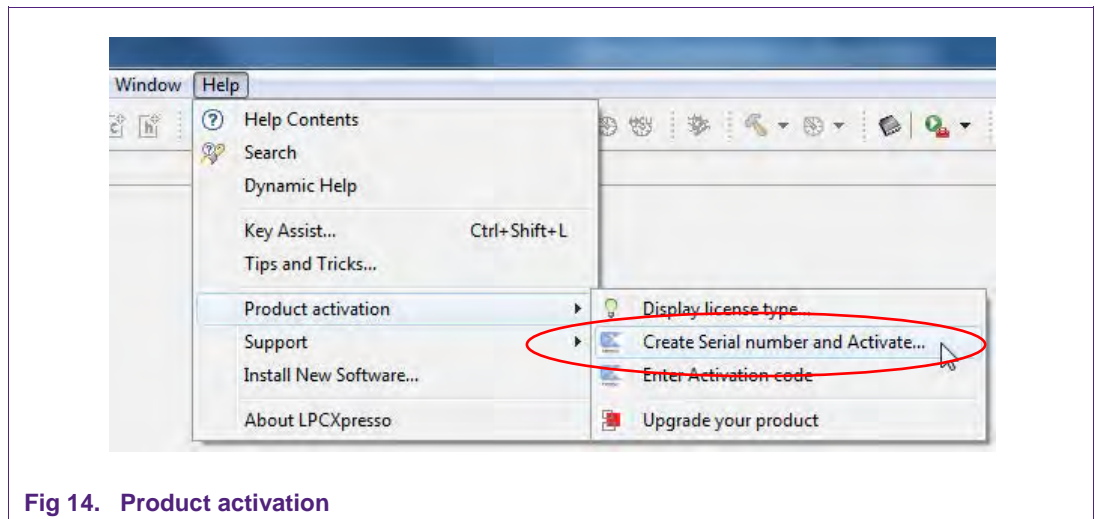 Window Help
Help Contents
Search
Dynamic Help
Key Assist... Ctrl+Shift+L
Tips and Tricks...
Product activation
Support
Install New Software...
About LPCXpresso
Display license type...
Create Serial number and Activate...
Enter Activation code
Upgrade your product
Fig 14. Product activation